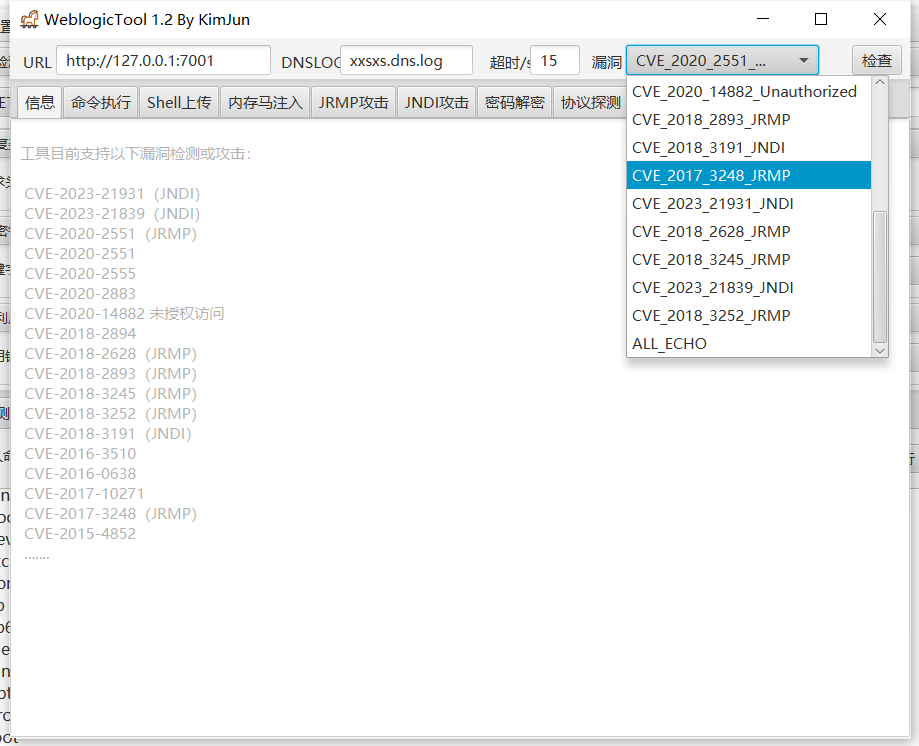 WeblogicTool 1.2 By KimJun
URL http://127.0.0.1:7001 DNSLOG xxsxs.dns.log 超时/s 15 漏洞 CVE_2020_2551_... 检查
信息 命令执行 Shell上传 内存马注入 JRMP攻击 JNDI攻击 密码解密 协议探测
CVE_2020_14882_Unauthorized
CVE_2018_2893_JRMP
CVE_2018_3191_JNDI
CVE_2017_3248_JRMP
CVE_2023_21931_JNDI
CVE_2018_2628_JRMP
CVE_2018_3245_JRMP
CVE_2023_21839_JNDI
CVE_2018_3252_JRMP
ALL_ECHO
工具目前支持以下漏洞检测或攻击：
CVE-2023-21931（JNDI）
CVE-2023-21839（JNDI）
CVE-2020-2551（JRMP）
CVE-2020-2551
CVE-2020-2555
CVE-2020-2883
CVE-2020-14882 未授权访问
CVE-2018-2894
CVE-2018-2628（JRMP）
CVE-2018-2893（JRMP）
CVE-2018-3245（JRMP）
CVE-2018-3252（JRMP）
CVE-2018-3191（JNDI）
CVE-2016-3510
CVE-2016-0638
CVE-2017-10271
CVE-2017-3248（JRMP）
CVE-2015-4852
.......